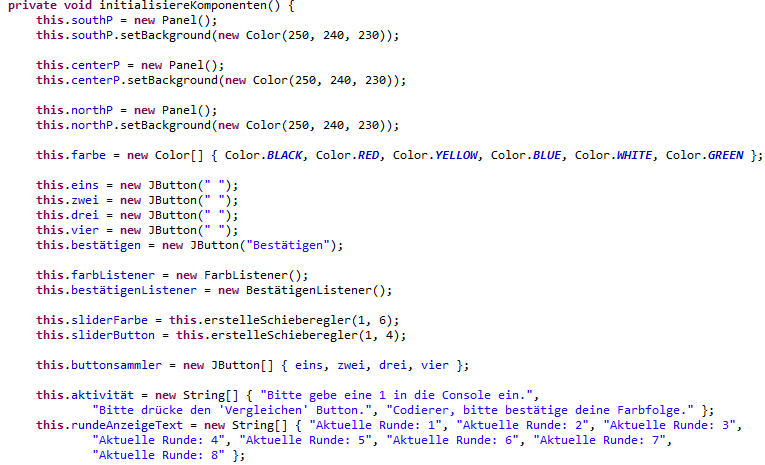 private void initialisiereKomponenten() {
this.southP = new Panel();
this.southP.setBackground(new Color(250, 240, 230));
this.centerP = new Panel();
this.centerP.setBackground(new Color(250, 240, 230));
this.northP = new Panel();
this.northP.setBackground(new Color(250, 240, 230));
this.farbe = new Color[] { Color.BLACK, Color.RED, Color.YELLOW, Color.BLUE, Color.WHITE, Color.GREEN };
this.eins = new JButton(" ");
this.zwei = new JButton(" ");
this.drei = new JButton(" ");
this.vier = new JButton(" ");
this.bestätigen = new JButton("Bestätigen");
this.farbListener = new FarbListener();
this.bestätigenListener = new BestätigenListener();
this.sliderFarbe = this.erstelleSchieberegler(1, 6);
this.sliderButton = this.erstelleSchieberegler(1, 4);
this.buttonsammler = new JButton[] { eins, zwei, drei, vier };
this.aktivität = new String[] { "Bitte gebe eine 1 in die Console ein.",
"Bitte drücke den 'Vergleichen' Button.", "Codierer, bitte bestätige deine Farbfolge." };
this.rundeAnzeigeText = new String[] { "Aktuelle Runde: 1", "Aktuelle Runde: 2", "Aktuelle Runde: 3",
"Aktuelle Runde: 4", "Aktuelle Runde: 5", "Aktuelle Runde: 6", "Aktuelle Runde: 7",
"Aktuelle Runde: 8" };